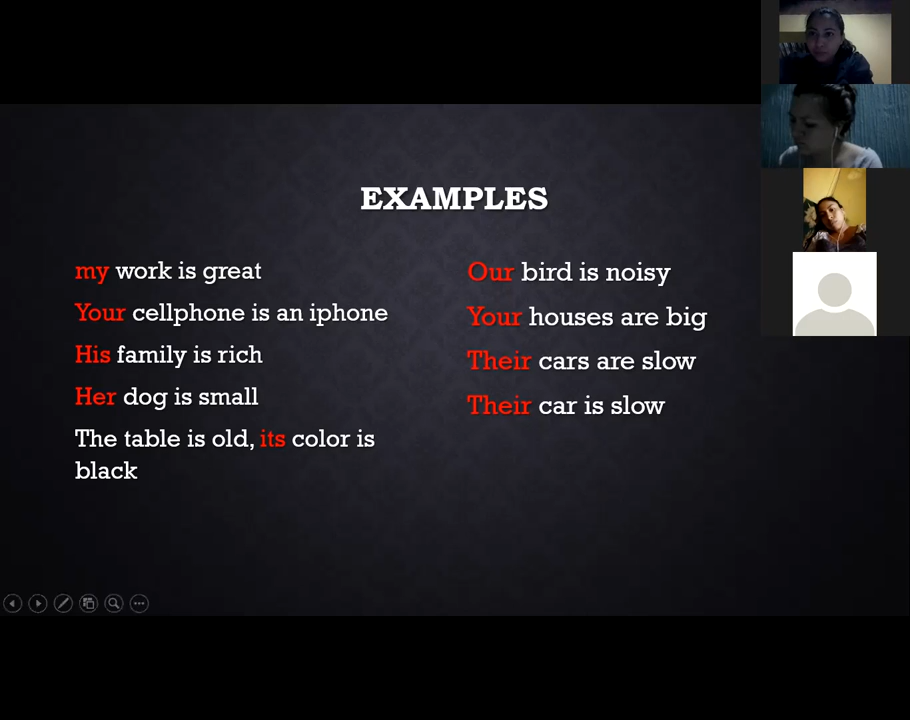 EXAMPLES
my work is great
Your cellphone is an iphone
His family is rich
Her dog is small
The table is old, its color is
black
Our bird is noisy
Your houses are big
Their cars are slow
Their car is slow